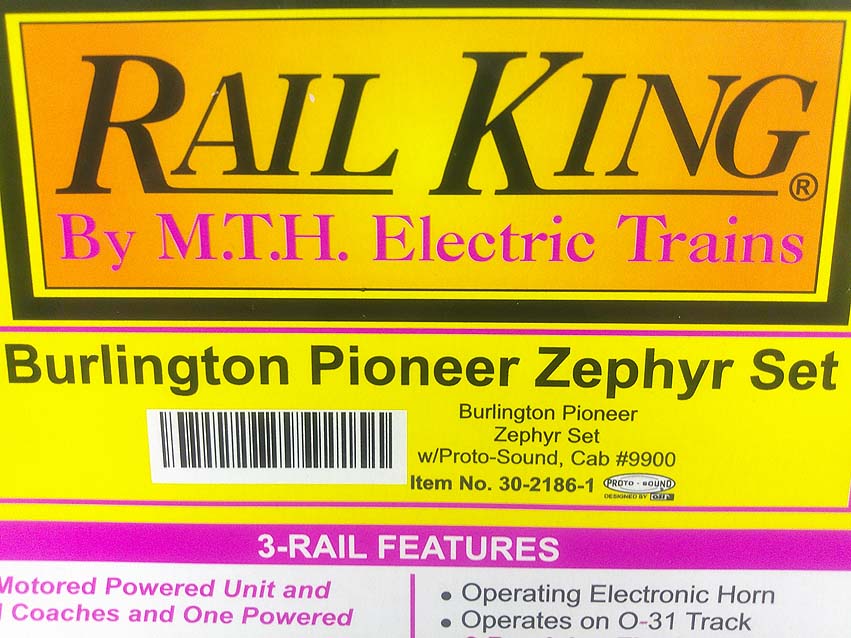 RAIL KING®
By M.T.H. Electric Trains
Burlington Pioneer Zephyr Set
Burlington Pioneer
Zephyr Set
w/Proto-Sound, Cab #9900
Item No. 30-2186-1
PROTO-SOUND
DESIGNED BY
3-RAIL FEATURES
Motored Powered Unit and
Coaches and One Powered
• Operating Electronic Horn
• Operates on O-31 Track